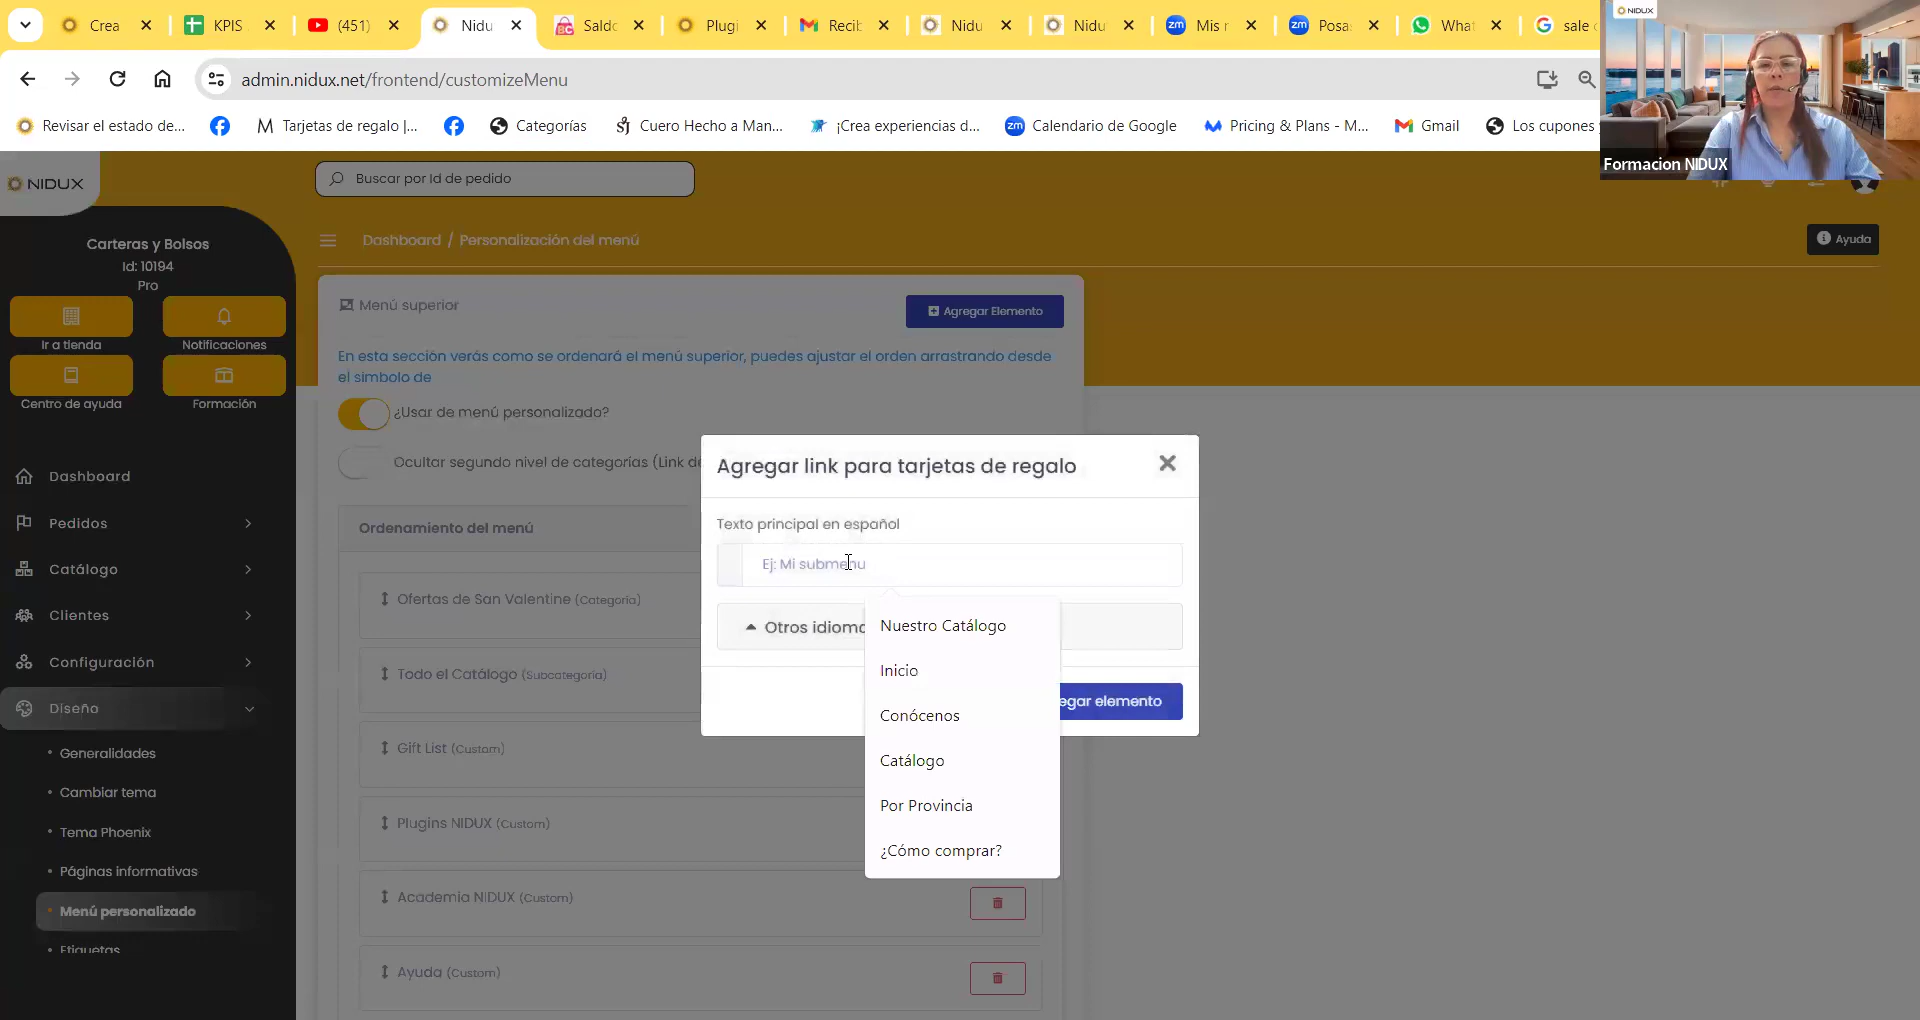 Crea
KPIS
(451)
Nidu
Saldo
Plugi
Recib
Nidu
Nidu
Mis r
Posa
What
sale
admin.nidux.net/frontend/customizeMenu
Revisar el estado de...
Tarjetas de regalo |...
Categorías
Cuero Hecho a Man...
¡Crea experiencias d...
Calendario de Google
Pricing & Plans - M...
Gmail
Los cupones
NIDUX
Formacion NIDUX
NIDUX
Buscar por Id de pedido
Carteras y Bolsos
Id: 10194
Pro
Ir a tienda
Notificaciones
Centro de ayuda
Formación
Dashboard
Pedidos
Catálogo
Clientes
Configuración
Diseño
Generalidades
Cambiar tema
Tema Phoenix
Páginas informativas
Menú personalizado
Etiquetas
Dashboard / Personalización del menú
Ayuda
Menú superior
Agregar Elemento
En esta sección verás como se ordenará el menú superior, puedes ajustar el orden arrastrando desde
el simbolo de
¿Usar de menú personalizado?
Ocultar segundo nivel de categorías (Link de
Ordenamiento del menú
Ofertas de San Valentine (Categoria)
Todo el Catálogo (Subcategoria)
Gift List (Custom)
Plugins NIDUX (Custom)
Academia NIDUX (Custom)
Ayuda (Custom)
Agregar link para tarjetas de regalo
Texto principal en español
Ej: Mi submenu
Otros idioma
egar elemento
Nuestro Catálogo
Inicio
Conócenos
Catálogo
Por Provincia
¿Cómo comprar?